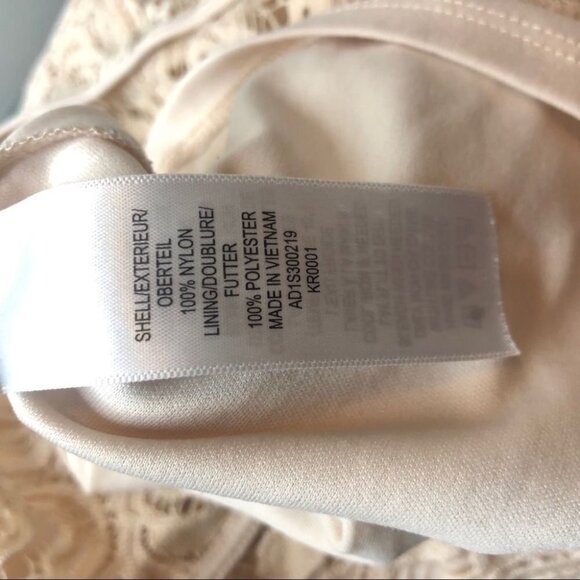 SHELL/EXTERIEUR/
OBERTEIL
100% NYLON
LINING/DOUBLURE/
FUTTER
100% POLYESTER
MADE IN VIETNAM
AD1S300219
KR0001